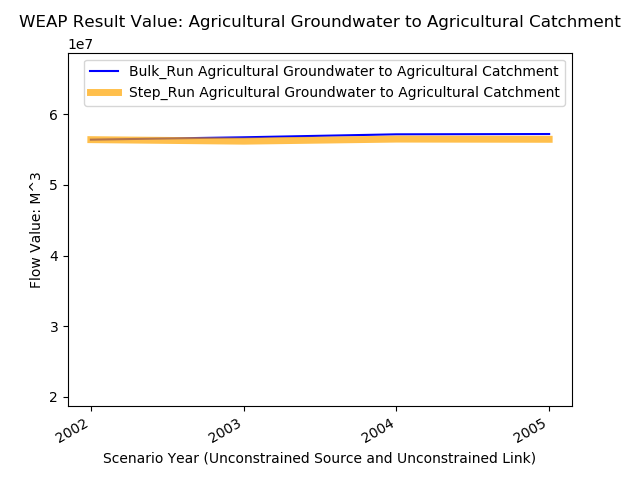 WEAP Result Value: Agricultural Groundwater to Agricultural Catchment
1e7
Bulk_Run Agricultural Groundwater to Agricultural Catchment
Step_Run Agricultural Groundwater to Agricultural Catchment
6
5
4
3
2
Flow Value: M^3
2002
2003
2004
2005
Scenario Year (Unconstrained Source and Unconstrained Link)